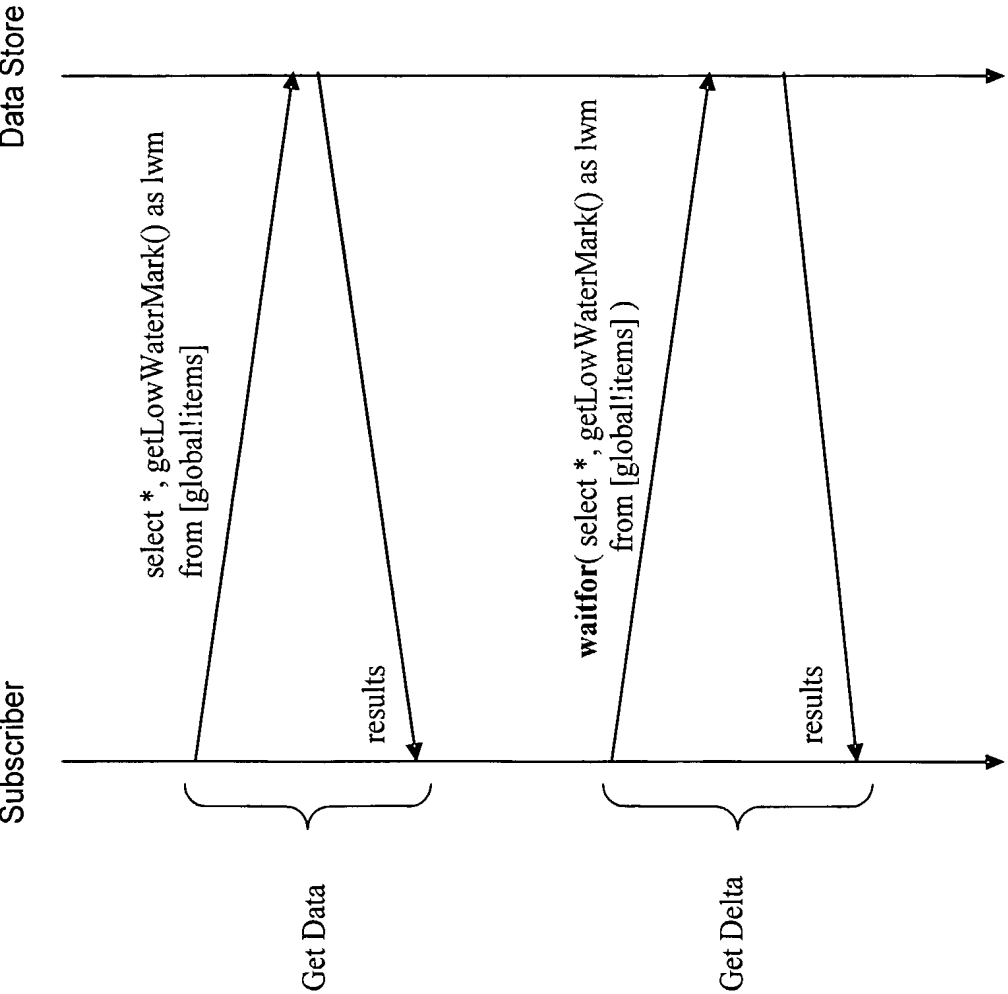 Subscriber
Data Store
Get Data
select *, getLowWaterMark() as lwm
from [global!items]
results
Get Delta
waitfor( select *, getLowWaterMark() as lwm
from [global!items] )
results